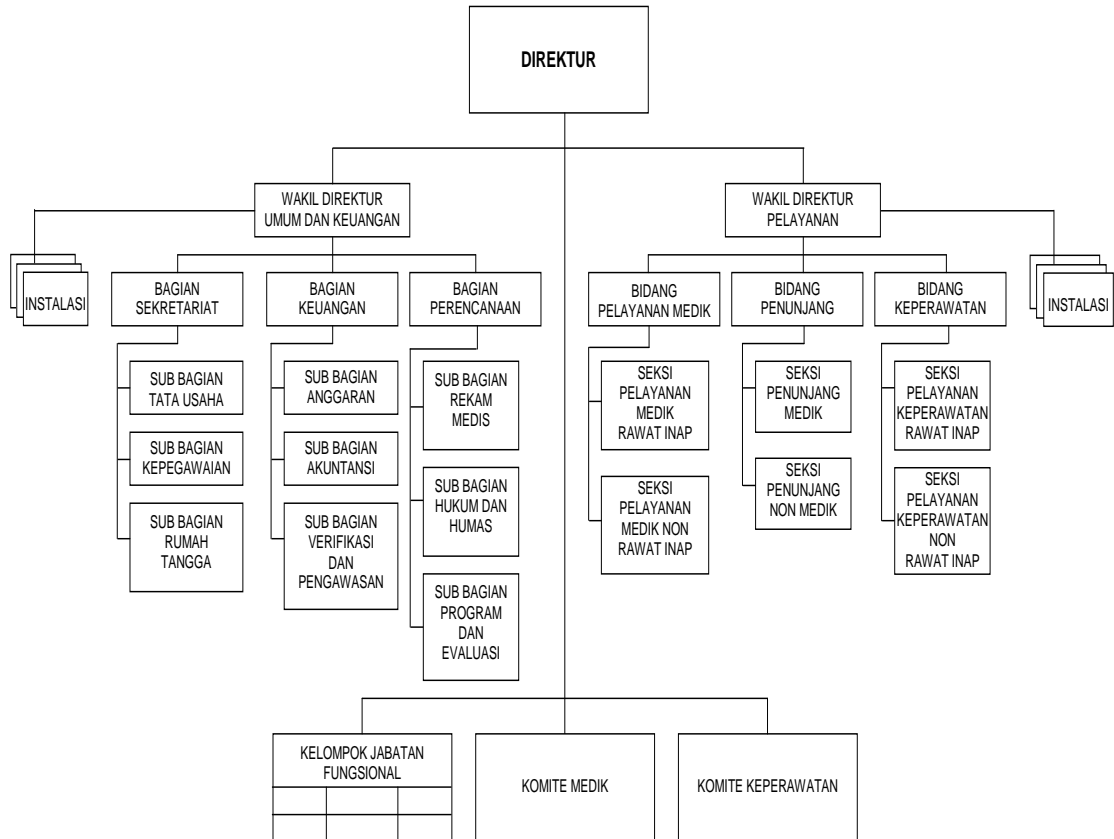 DIREKTUR
WAKIL DIREKTUR
UMUM DAN KEUANGAN
WAKIL DIREKTUR
PELAYANAN
INSTALASI
BAGIAN
SEKRETARIAT
BAGIAN
KEUANGAN
BAGIAN
PERENCANAAN
BIDANG
PELAYANAN MEDIK
BIDANG
PENUNJANG
BIDANG
KEPERAWATAN
INSTALASI
SUB BAGIAN
TATA USAHA
SUB BAGIAN
KEPEGAWAIAN
SUB BAGIAN
RUMAH
TANGGA
SUB BAGIAN
ANGGARAN
SUB BAGIAN
AKUNTANSI
SUB BAGIAN
VERIFIKASI
DAN
PENGAWASAN
SUB BAGIAN
REKAM
MEDIS
SUB BAGIAN
HUKUM DAN
HUMAS
SUB BAGIAN
PROGRAM
DAN
EVALUASI
SEKSI
PELAYANAN
MEDIK
RAWAT INAP
SEKSI
PELAYANAN
MEDIK NON
RAWAT INAP
SEKSI
PENUNJANG
MEDIK
SEKSI
PENUNJANG
NON MEDIK
SEKSI
PELAYANAN
KEPERAWATAN
RAWAT INAP
SEKSI
PELAYANAN
KEPERAWATAN
NON
RAWAT INAP
KELOMPOK JABATAN
FUNGSIONAL
KOMITE MEDIK
KOMITE KEPERAWATAN